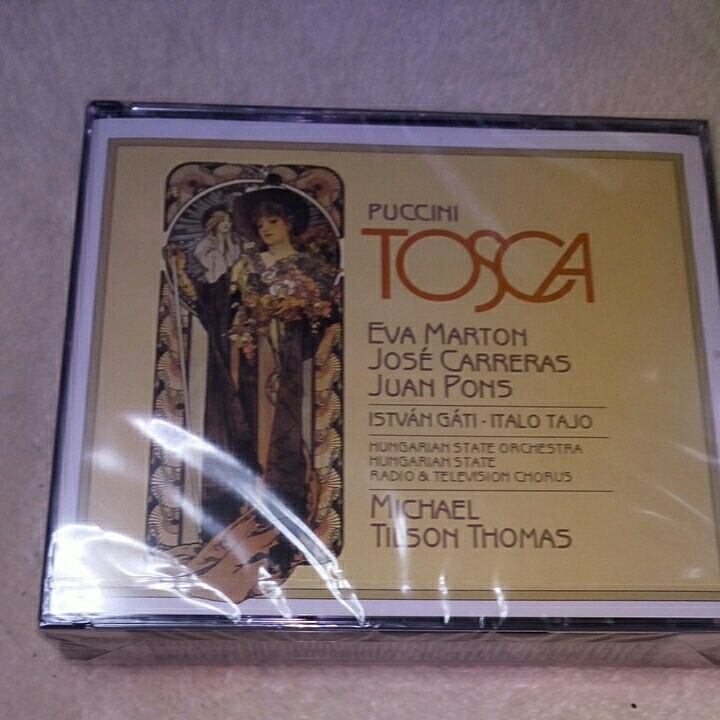 PUCCINI
TOSCA
EVA MARTON
JOSÉ CARRERAS
JUAN PONS
ISTVÁN GÁTI - ITALO TAJO
HUNGARIAN STATE ORCHESTRA
HUNGARIAN STATE
RADIO & TELEVISION CHORUS
MICHAEL
TILSON THOMAS